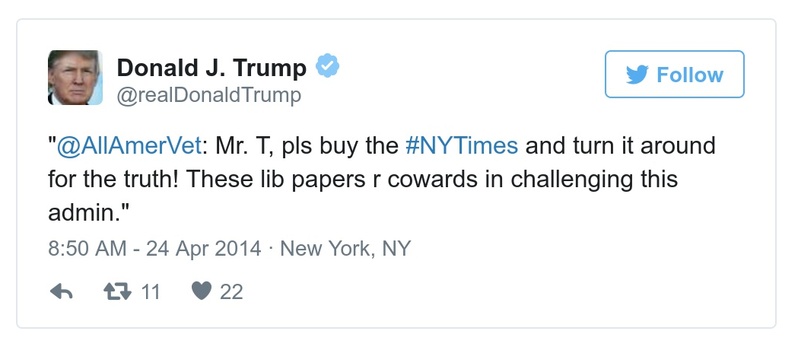 Donald J. Trump
@realDonaldTrump
Follow
"@AllAmerVet: Mr. T, pls buy the #NYTimes and turn it around
for the truth! These lib papers r cowards in challenging this
admin."
8:50 AM - 24 Apr 2014 · New York, NY
11 22